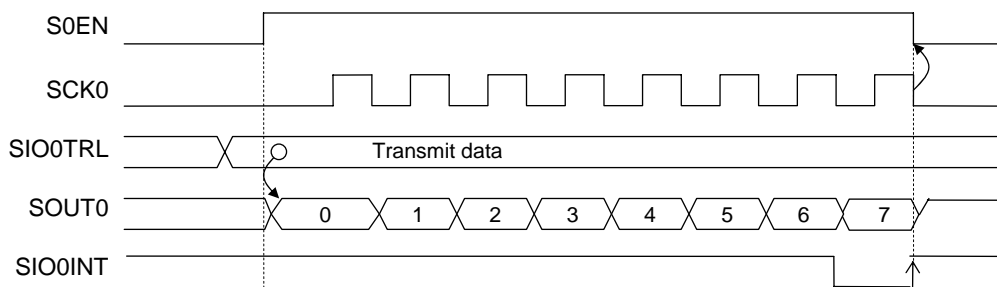 S0EN
SCK0
SIO0TRL
Transmit data
SOUT0
0 1 2 3 4 5 6 7
SIO0INT